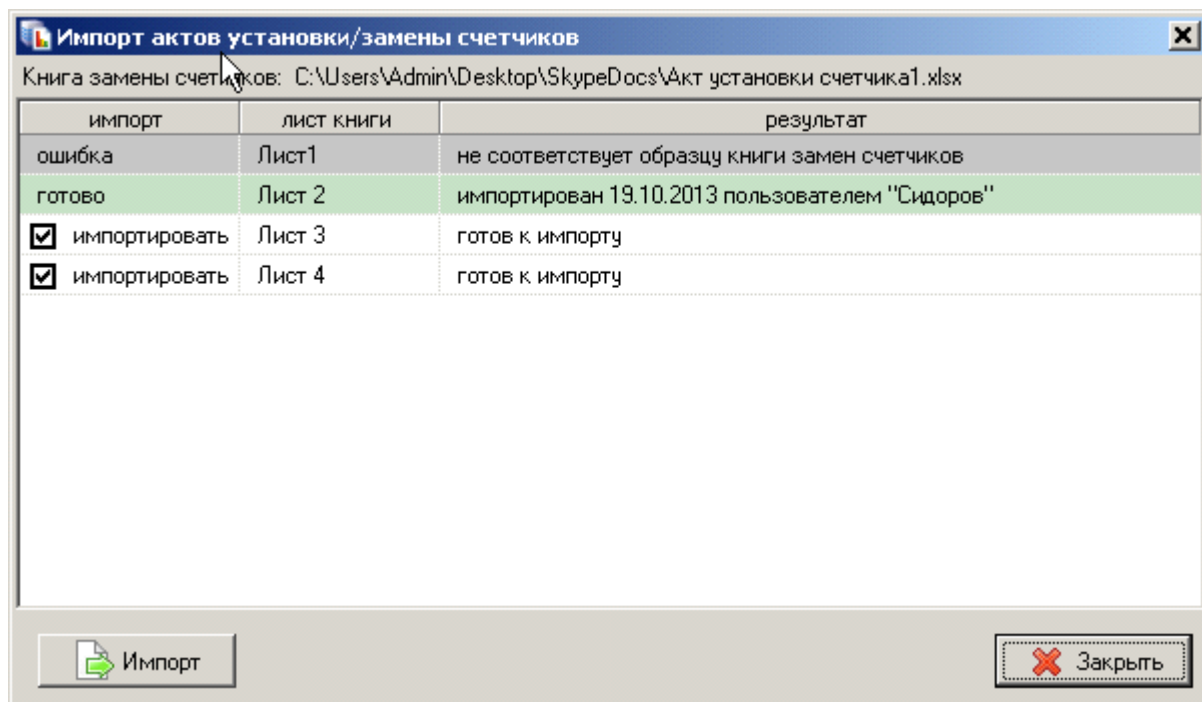 Импорт актов установки/замены счетчиков
Книга замены счетчиков: C:\Users\Admin\Desktop\SkypeDocs\Акт установки счетчика1.xlsx
импорт лист книги результат
ошибка Лист1 не соответствует образцу книги замен счетчиков
готово Лист 2 импортирован 19.10.2013 пользователем "Сидоров"
импортировать Лист 3 готов к импорту
импортировать Лист 4 готов к импорту
Импорт Закрыть